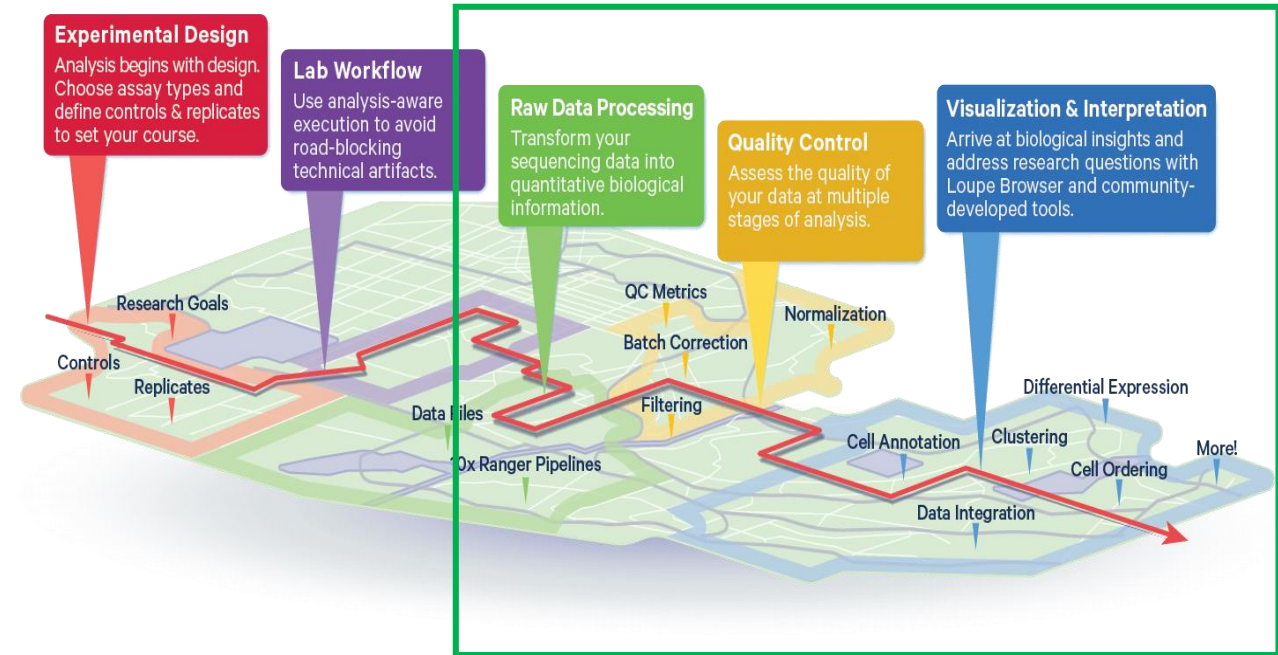 Experimental Design
Analysis begins with design.
Choose assay types and
define controls & replicates
to set your course.
Lab Workflow
Use analysis-aware
execution to avoid
road-blocking
technical artifacts.
Raw Data Processing
Transform your
sequencing data into
quantitative biological
information.
Quality Control
Assess the quality of
your data at multiple
stages of analysis.
Visualization & Interpretation
Arrive at biological insights and
address research questions with
Loupe Browser and community-
developed tools.
Research Goals
Controls
Replicates
Data Files
10x Ranger Pipelines
QC Metrics
Batch Correction
Filtering
Normalization
Cell Annotation
Clustering
Differential Expression
Cell Ordering
More!
Data Integration